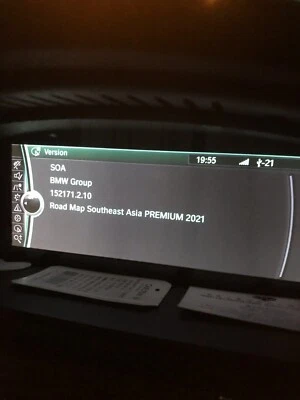 Version
19:55
-21
SOA
BMW Group
152171.2.10
Road Map Southeast Asia PREMIUM 2021